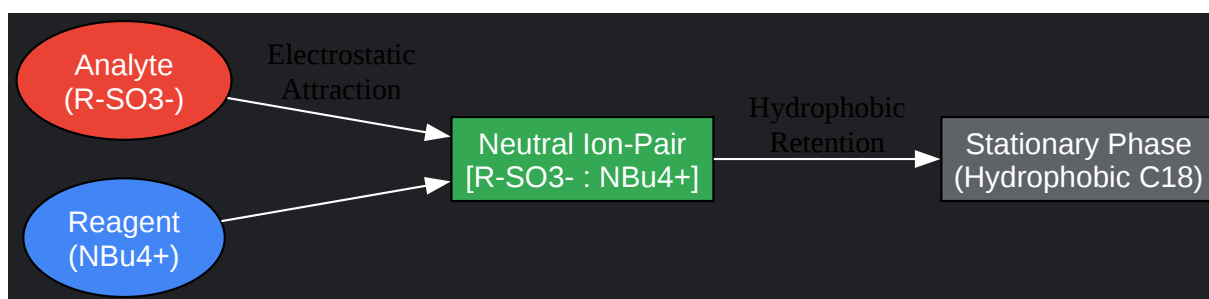 Analyte
(R-SO3-)
Electrostatic
Attraction
Reagent
(NBu4+)
Neutral Ion-Pair
[R-SO3- : NBu4+]
Hydrophobic
Retention
Stationary Phase
(Hydrophobic C18)